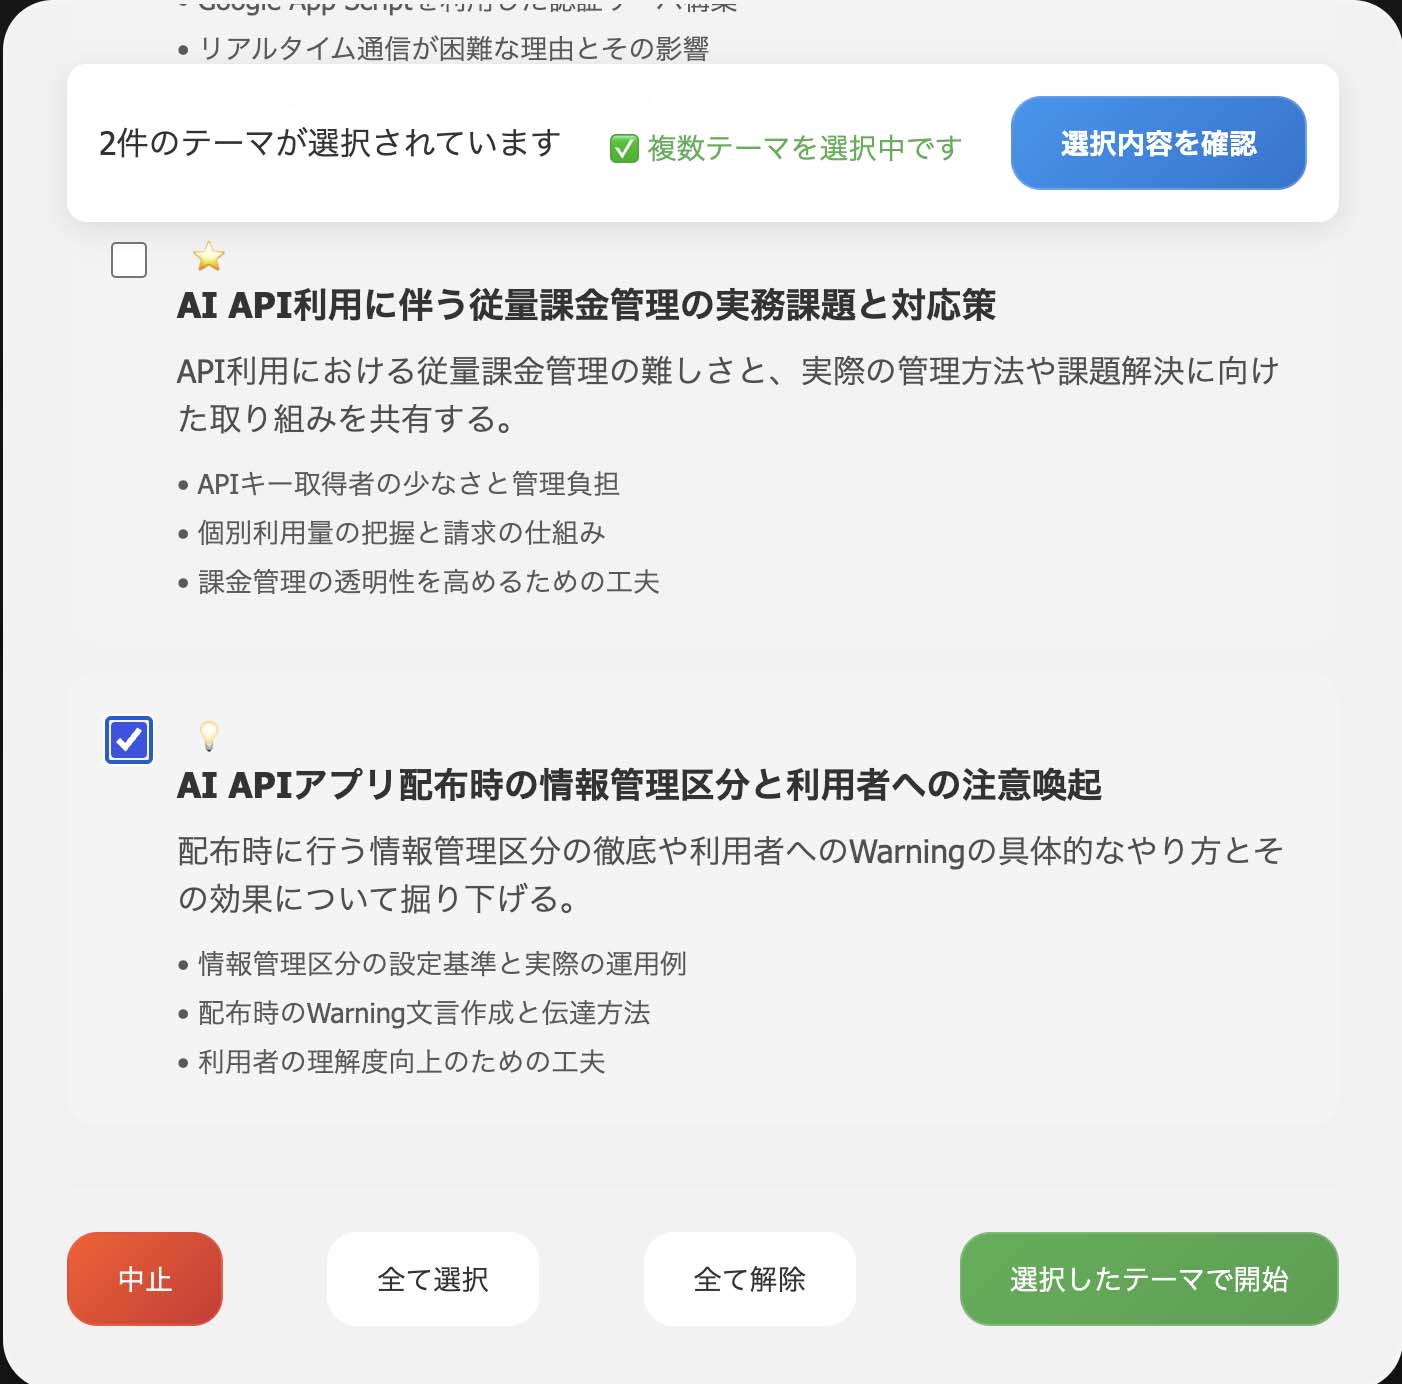 • Google App Scriptを利用した認証
• リアルタイム通信が困難な理由とその影響
2件のテーマが選択されています
✅ 複数テーマを選択中です
選択内容を確認
⭐
AI API利用に伴う従量課金管理の実務課題と対応策
API利用における従量課金管理の難しさと、実際の管理方法や課題解決に向け
た取り組みを共有する。
• APIキー取得者の少なさと管理負担
• 個別利用量の把握と請求の仕組み
• 課金管理の透明性を高めるための工夫
💡
AI APIアプリ配布時の情報管理区分と利用者への注意喚起
配布時に行う情報管理区分の徹底や利用者へのWarningの具体的なやり方とそ
の効果について掘り下げる。
• 情報管理区分の設定基準と実際の運用例
• 配布時のWarning文言作成と伝達方法
• 利用者の理解度向上のための工夫
中止
全て選択
全て解除
選択したテーマで開始